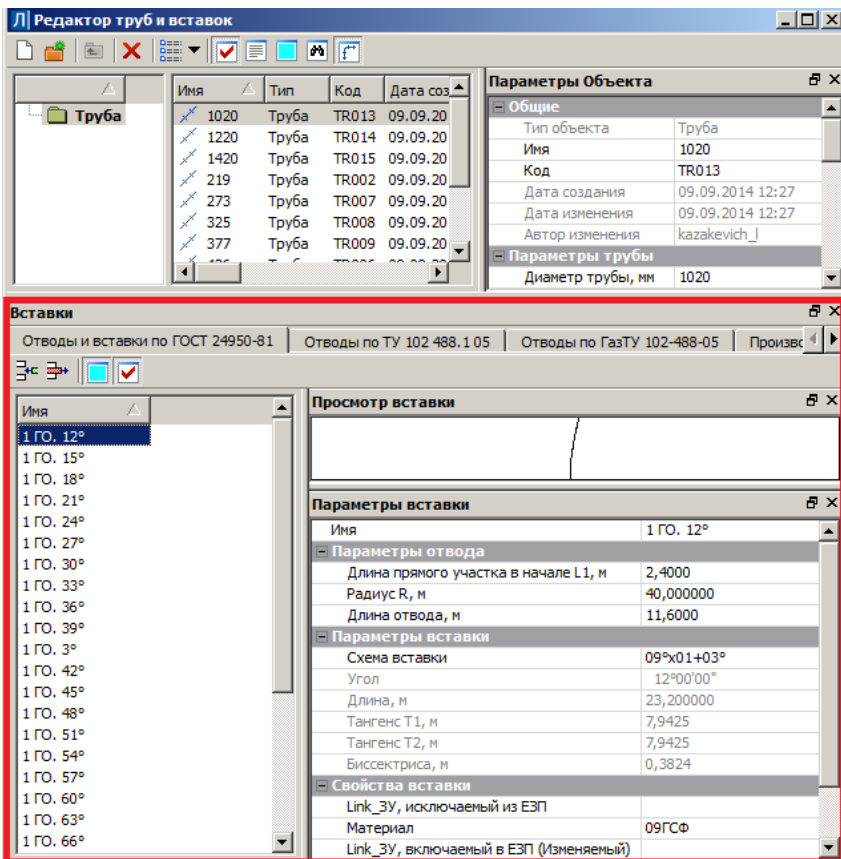 Редактор труб и вставок
Имя Тип Код Дата соз
Труба
1020 Труба TR013 09.09.20
1220 Труба TR014 09.09.20
1420 Труба TR015 09.09.20
219 Труба TR002 09.09.20
273 Труба TR007 09.09.20
325 Труба TR008 09.09.20
377 Труба TR009 09.09.20
Параметры Объекта
Общие
Тип объекта Труба
Имя 1020
Код TR013
Дата создания 09.09.2014 12:27
Дата изменения 09.09.2014 12:27
Автор изменения kazakevich_l
Параметры трубы
Диаметр трубы, мм 1020
Вставки
Отводы и вставки по ГОСТ 24950-81 Отводы по ТУ 102 488.1 05 Отводы по ГазТУ 102-488-05 Произвс
Имя
1 ГО. 12°
1 ГО. 15°
1 ГО. 18°
1 ГО. 21°
1 ГО. 24°
1 ГО. 27°
1 ГО. 30°
1 ГО. 33°
1 ГО. 36°
1 ГО. 39°
1 ГО. 3°
1 ГО. 42°
1 ГО. 45°
1 ГО. 48°
1 ГО. 51°
1 ГО. 54°
1 ГО. 57°
1 ГО. 60°
1 ГО. 63°
1 ГО. 66°
Просмотр вставки
Параметры вставки
Имя 1 ГО. 12°
Параметры отвода
Длина прямого участка в начале L1, м 2,4000
Радиус R, м 40,000000
Длина отвода, м 11,6000
Параметры вставки
Схема вставки 09°x01+03°
Угол 12°00'00"
Длина, м 23,200000
Тангенс T1, м 7,9425
Тангенс T2, м 7,9425
Биссектриса, м 0,3824
Свойства вставки
Link_ЗУ, исключаемый из ЕЗП
Материал 09ГСФ
Link_ЗУ, включаемый в ЕЗП (Изменяемый)